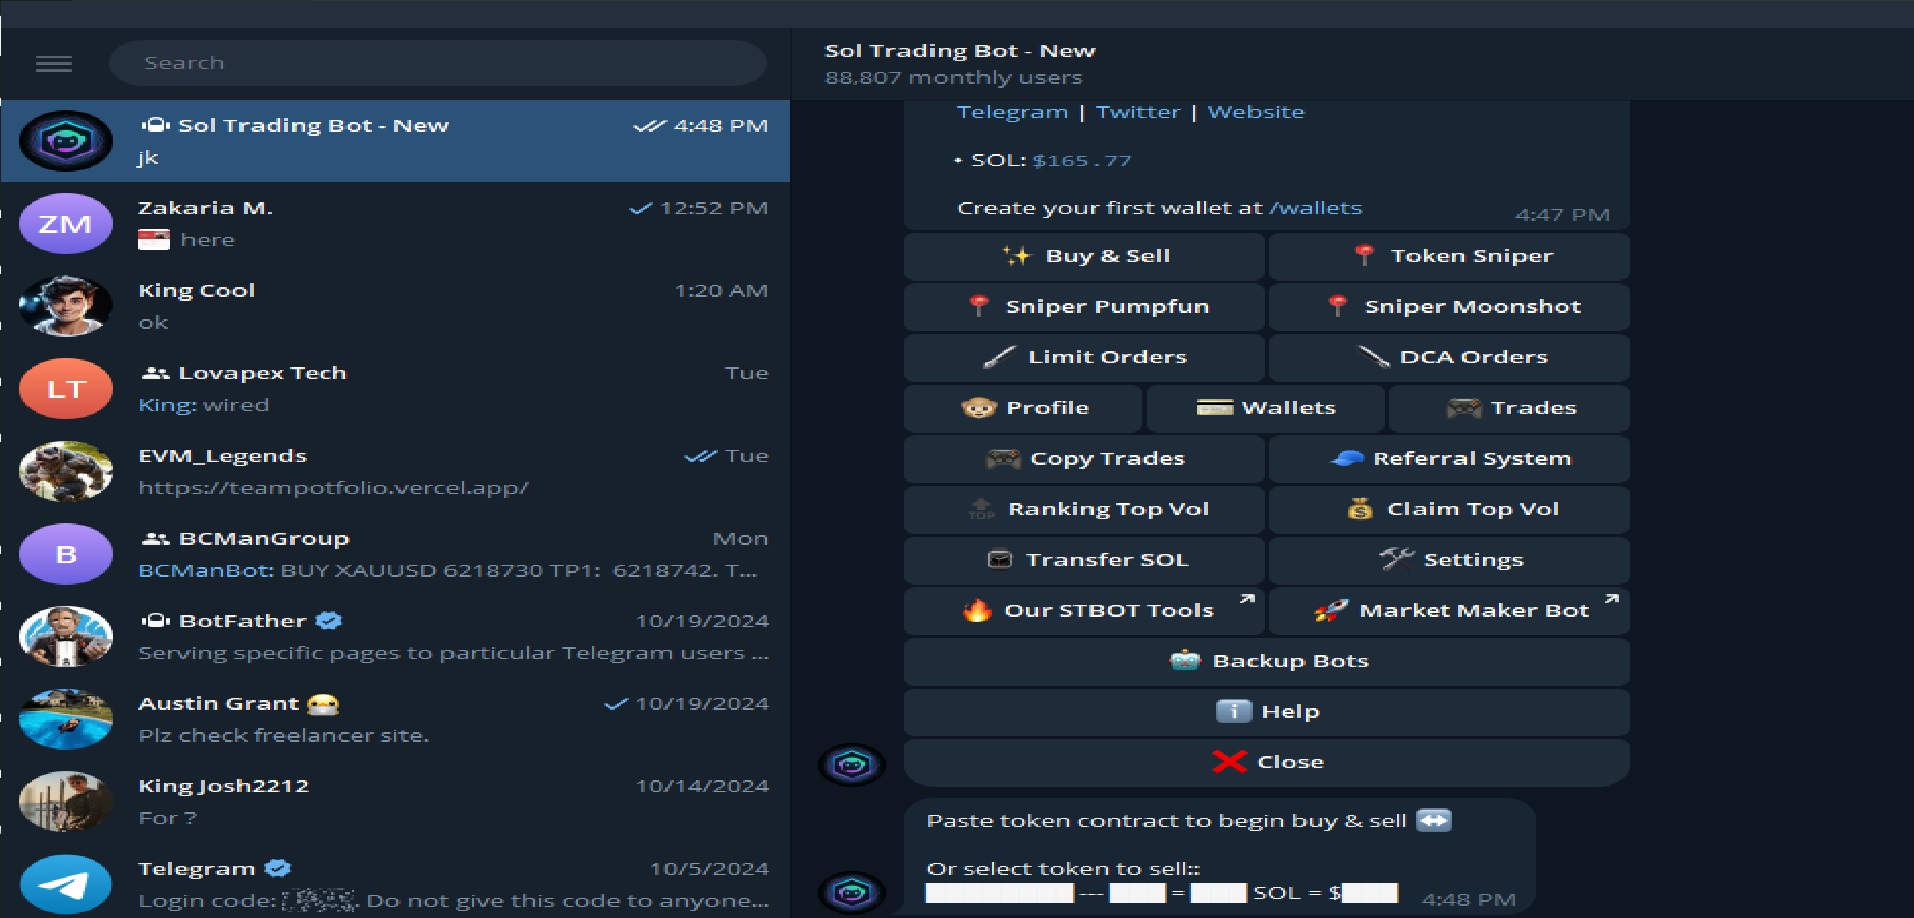 Search
Sol Trading Bot - New
4:48 PM
jk
ZM
Zakaria M.
12:52 PM
here
King Cool
1:20 AM
ok
LT
Lovapex Tech
Tue
King: wired
EVM_Legends
Tue
https://teampotfolio.vercel.app/
B
BCManGroup
Mon
BCManBot: BUY XAUUSD 6218730 TP1: 6218742. T...
BotFather
10/19/2024
Serving specific pages to particular Telegram users ...
Austin Grant
10/19/2024
Plz check freelancer site.
King Josh2212
10/14/2024
For ?
Telegram
10/5/2024
Login code: . Do not give this code to anyone...
Sol Trading Bot - New
88,807 monthly users
Telegram | Twitter | Website
• SOL: $165.77
Create your first wallet at /wallets
4:47 PM
Buy & Sell
Token Sniper
Sniper Pumpfun
Sniper Moonshot
Limit Orders
DCA Orders
Profile
Wallets
Trades
Copy Trades
Referral System
TOP Ranking Top Vol
Claim Top Vol
Transfer SOL
Settings
Our STBOT Tools
Market Maker Bot
Backup Bots
Help
Close
Paste token contract to begin buy & sell
Or select token to sell::
--- = SOL = $
4:48 PM